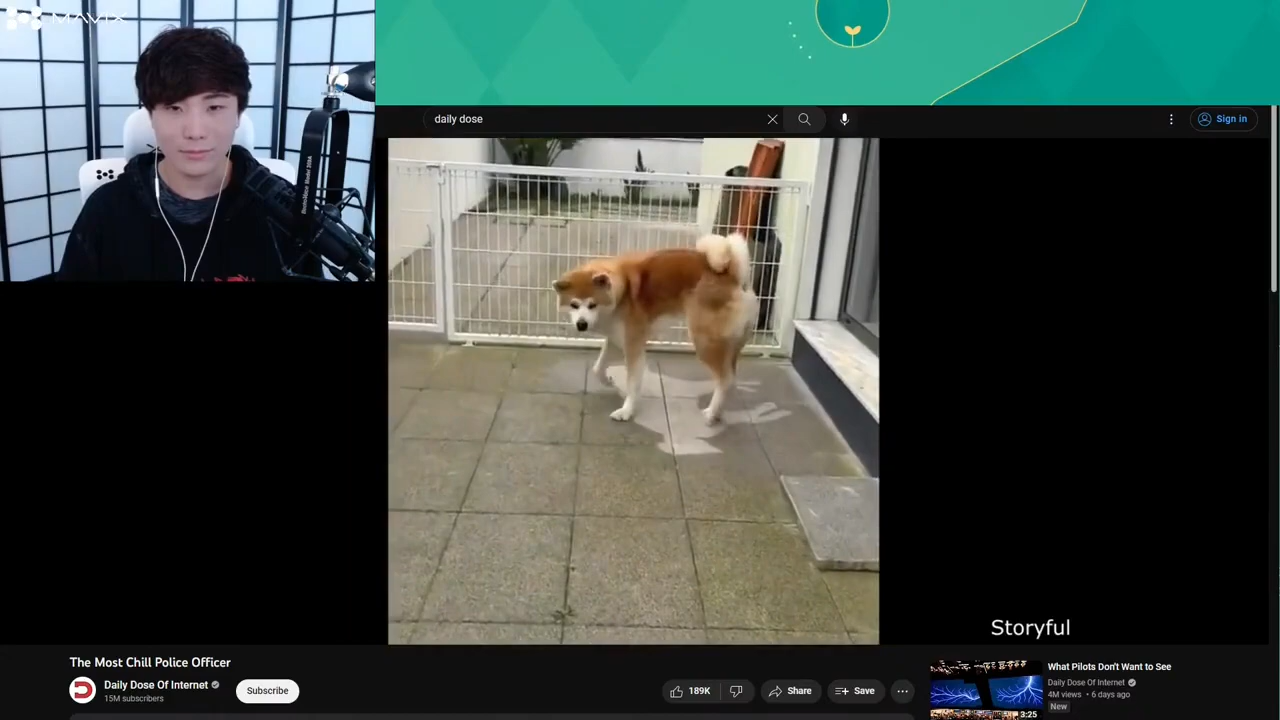 MAVIX
daily dose
Sign in
Storyful
The Most Chill Police Officer
Daily Dose Of Internet
15M subscribers
Subscribe
189K
Share
Save
What Pilots Don't Want to See
Daily Dose Of Internet
4M views • 6 days ago
New
3:25